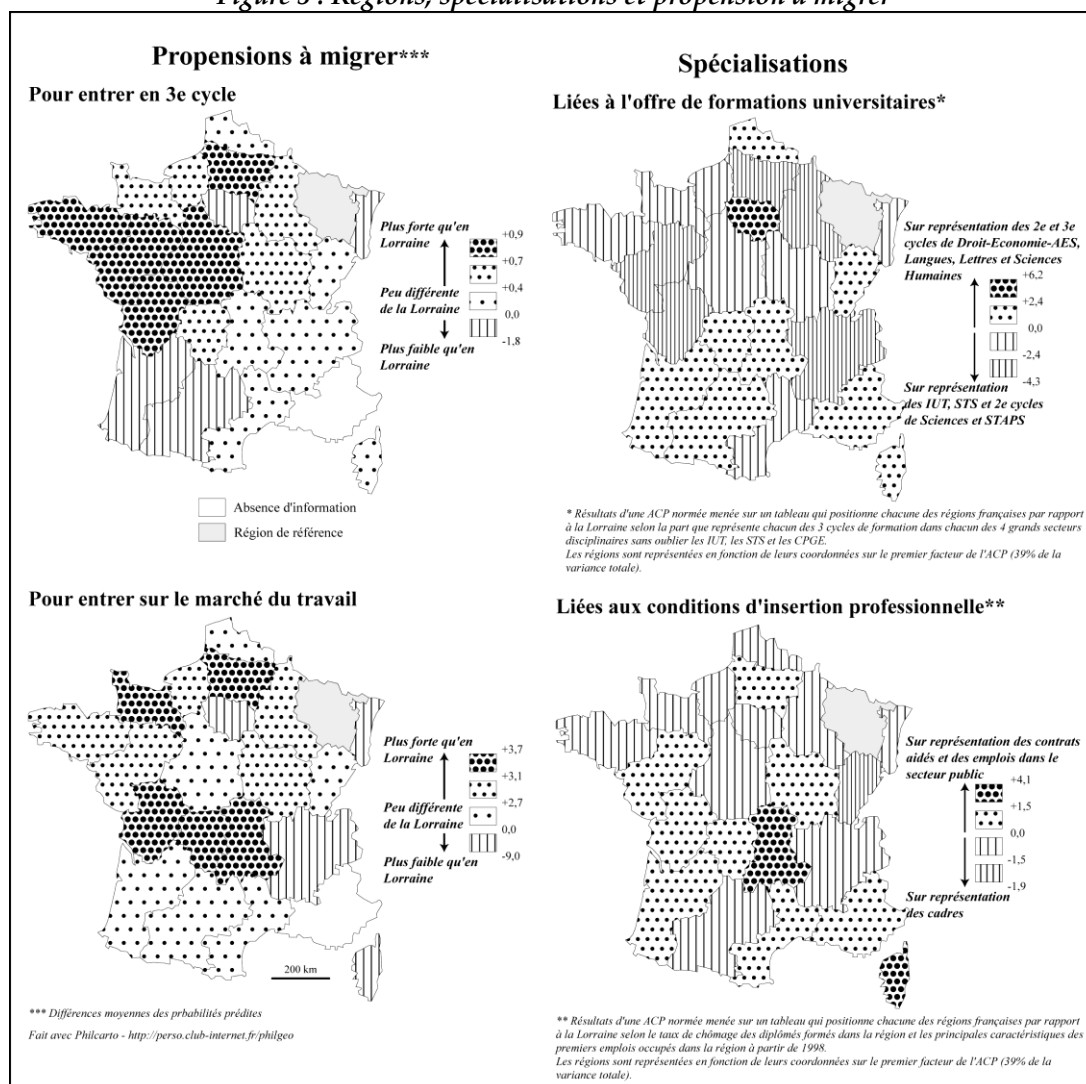 Figure 3 : Régions, spécialisations et propension à migrer
Propensions à migrer***
Pour entrer en 3e cycle
Plus forte qu'en
Lorraine
Peu différente
de la Lorraine
Plus faible qu'en
Lorraine
+0,9
+0,7
+0,4
0,0
-1,8
Absence d'information
Région de référence
Spécialisations
Liées à l'offre de formations universitaires*
Sur représentation des 2e et 3e
cycles de Droit-Economie-AES,
Langues, Lettres et Sciences
Humaines
+6,2
+2,4
0,0
-2,4
-4,3
Sur représentation
des IUT, STS et 2e cycles
de Sciences et STAPS
* Résultats d'une ACP normée menée sur un tableau qui positionne chacune des régions françaises par rapport
à la Lorraine selon la part que représente chacun des 3 cycles de formation dans chacun des 4 grands secteurs
disciplinaires sans oublier les IUT, les STS et les CPGE.
Les régions sont représentées en fonction de leurs coordonnées sur le premier facteur de l'ACP (39% de la
variance totale).
Pour entrer sur le marché du travail
Plus forte qu'en
Lorraine
Peu différente
de la Lorraine
Plus faible qu'en
Lorraine
+3,7
+3,1
+2,7
0,0
-9,0
200 km
*** Différences moyennes des prbabilités prédites
Fait avec Philcarto - http://perso.club-internet.fr/philgeo
Liées aux conditions d'insertion professionnelle**
Sur représentation des contrats
aidés et des emplois dans le
secteur public
+4,1
+1,5
0,0
-1,5
-1,9
Sur représentation
des cadres
** Résultats d'une ACP normée menée sur un tableau qui positionne chacune des régions françaises par rapport
à la Lorraine selon le taux de chômage des diplômés formés dans la région et les principales caractéristiques des
premiers emplois occupés dans la région à partir de 1998.
Les régions sont représentées en fonction de leurs coordonnées sur le premier facteur de l'ACP (39% de la
variance totale).